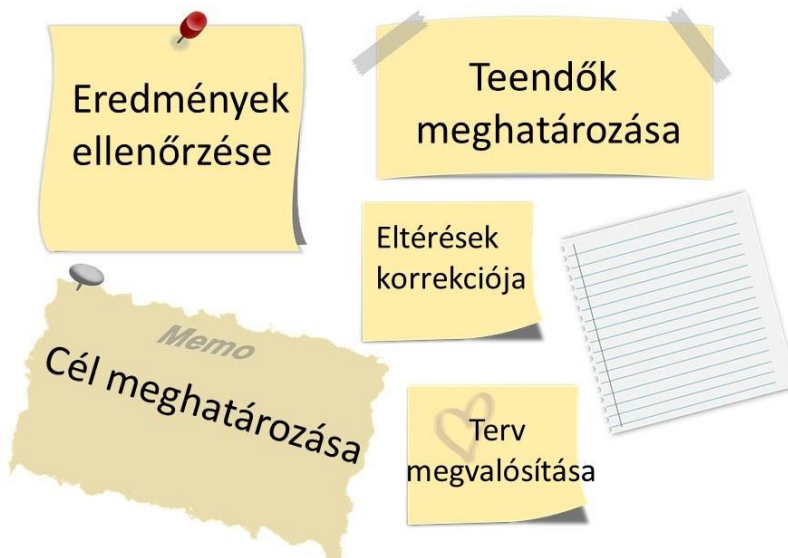 Eredmények
ellenőrzése
Teendők
meghatározása
Eltérések
korrekciója
Memo
Cél meghatározása
Terv
megvalósítása